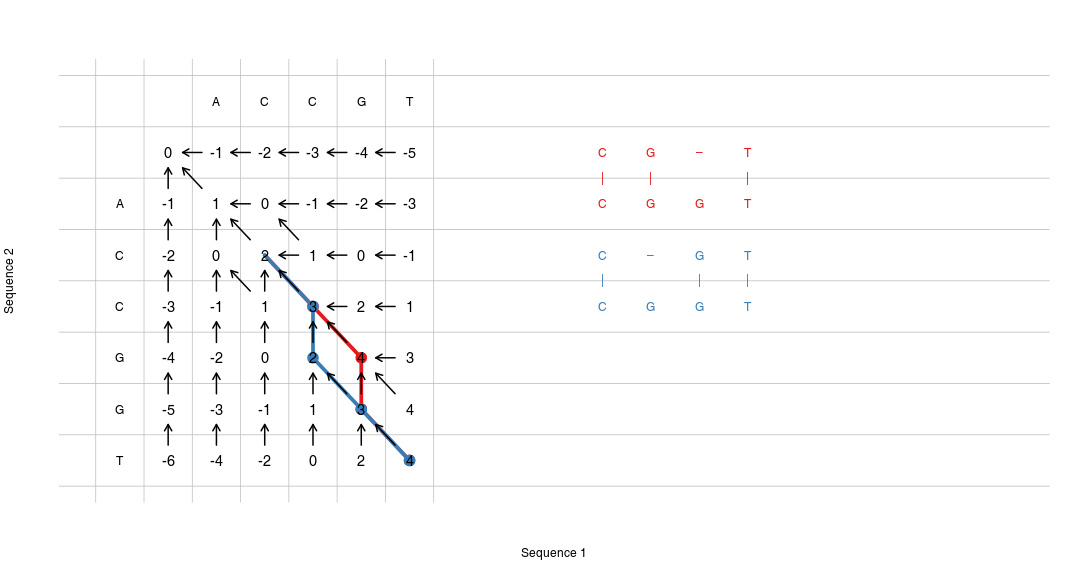 A C C G T
0 -1 -2 -3 -4 -5 C G – T
A -1 1 0 -1 -2 -3 C G G T
C -2 0 2 1 0 -1 C – G T
C -3 -1 1 3 2 1 C G G T
G -4 -2 0 2 4 3
G -5 -3 -1 1 3 4
T -6 -4 -2 0 2 4
Sequence 2
Sequence 1